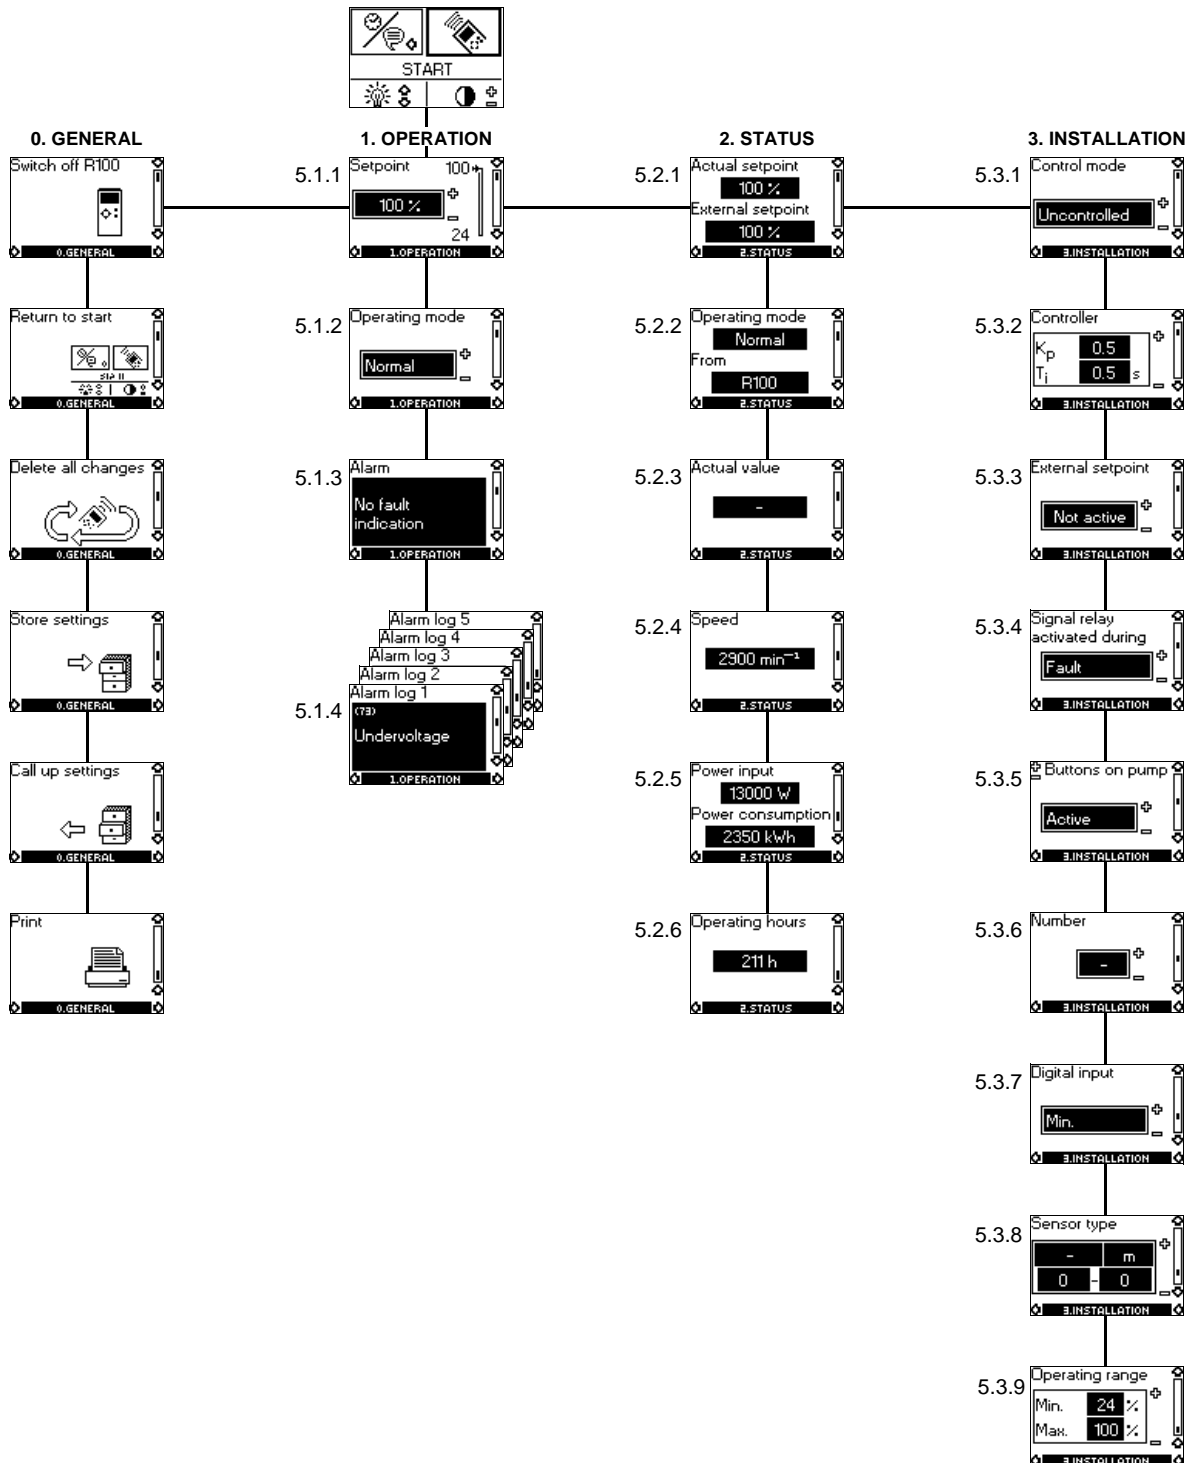 START
0. GENERAL
Switch off R100
0.GENERAL
Return to start
START
0.GENERAL
Delete all changes
0.GENERAL
Store settings
0.GENERAL
Call up settings
0.GENERAL
Print
0.GENERAL
1. OPERATION
5.1.1
Setpoint
100
100 %
24
1.OPERATION
5.1.2
Operating mode
Normal
1.OPERATION
5.1.3
Alarm
No fault
indication
1.OPERATION
Alarm log 5
Alarm log 4
Alarm log 3
Alarm log 2
Alarm log 1
5.1.4
(73)
Undervoltage
1.OPERATION
2. STATUS
5.2.1
Actual setpoint
100 %
External setpoint
100 %
2.STATUS
5.2.2
Operating mode
Normal
From
R100
2.STATUS
5.2.3
Actual value
-
2.STATUS
5.2.4
Speed
2900 min⁻¹
2.STATUS
5.2.5
Power input
13000 W
Power consumption
2350 kWh
2.STATUS
5.2.6
Operating hours
211 h
2.STATUS
3. INSTALLATION
5.3.1
Control mode
Uncontrolled
3.INSTALLATION
5.3.2
Controller
Kp 0.5
Ti 0.5 s
3.INSTALLATION
5.3.3
External setpoint
Not active
3.INSTALLATION
5.3.4
Signal relay
activated during
Fault
3.INSTALLATION
5.3.5
Buttons on pump
Active
3.INSTALLATION
5.3.6
Number
-
3.INSTALLATION
5.3.7
Digital input
Min.
3.INSTALLATION
5.3.8
Sensor type
- m
0 - 0
3.INSTALLATION
5.3.9
Operating range
Min. 24 %
Max. 100 %
3.INSTALLATION